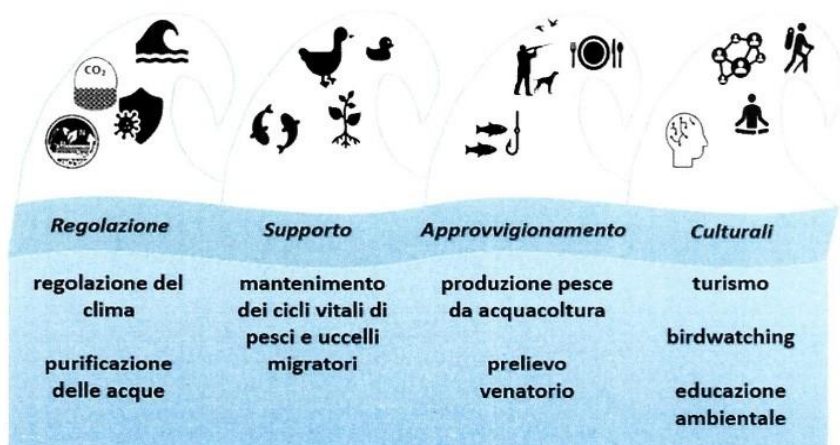 CO₂
Regolazione
Supporto
Approvvigionamento
Culturali
regolazione del
clima
purificazione
delle acque
mantenimento
dei cicli vitali di
pesci e uccelli
migratori
produzione pesce
da acquacoltura
prelievo
venatorio
turismo
birdwatching
educazione
ambientale